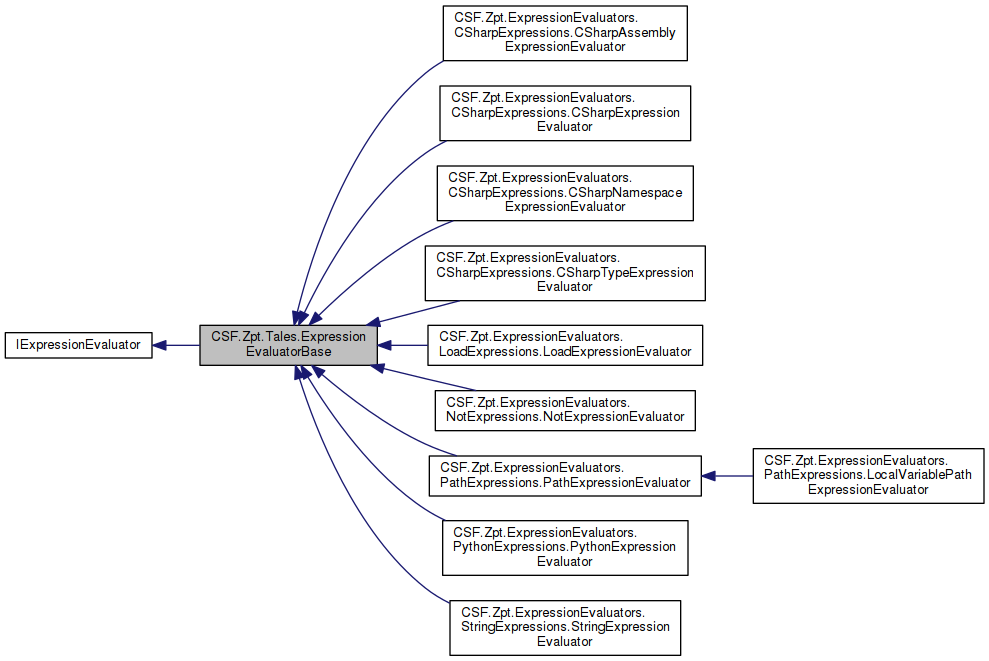 CSF.Zpt.ExpressionEvaluators.
CSharpExpressions.CSharpAssembly
ExpressionEvaluator
CSF.Zpt.ExpressionEvaluators.
CSharpExpressions.CSharpExpression
Evaluator
CSF.Zpt.ExpressionEvaluators.
CSharpExpressions.CSharpNamespace
ExpressionEvaluator
CSF.Zpt.ExpressionEvaluators.
CSharpExpressions.CSharpTypeExpression
Evaluator
IExpressionEvaluator
CSF.Zpt.Tales.Expression
EvaluatorBase
CSF.Zpt.ExpressionEvaluators.
LoadExpressions.LoadExpressionEvaluator
CSF.Zpt.ExpressionEvaluators.
NotExpressions.NotExpressionEvaluator
CSF.Zpt.ExpressionEvaluators.
PathExpressions.PathExpressionEvaluator
CSF.Zpt.ExpressionEvaluators.
PathExpressions.LocalVariablePath
ExpressionEvaluator
CSF.Zpt.ExpressionEvaluators.
PythonExpressions.PythonExpression
Evaluator
CSF.Zpt.ExpressionEvaluators.
StringExpressions.StringExpression
Evaluator